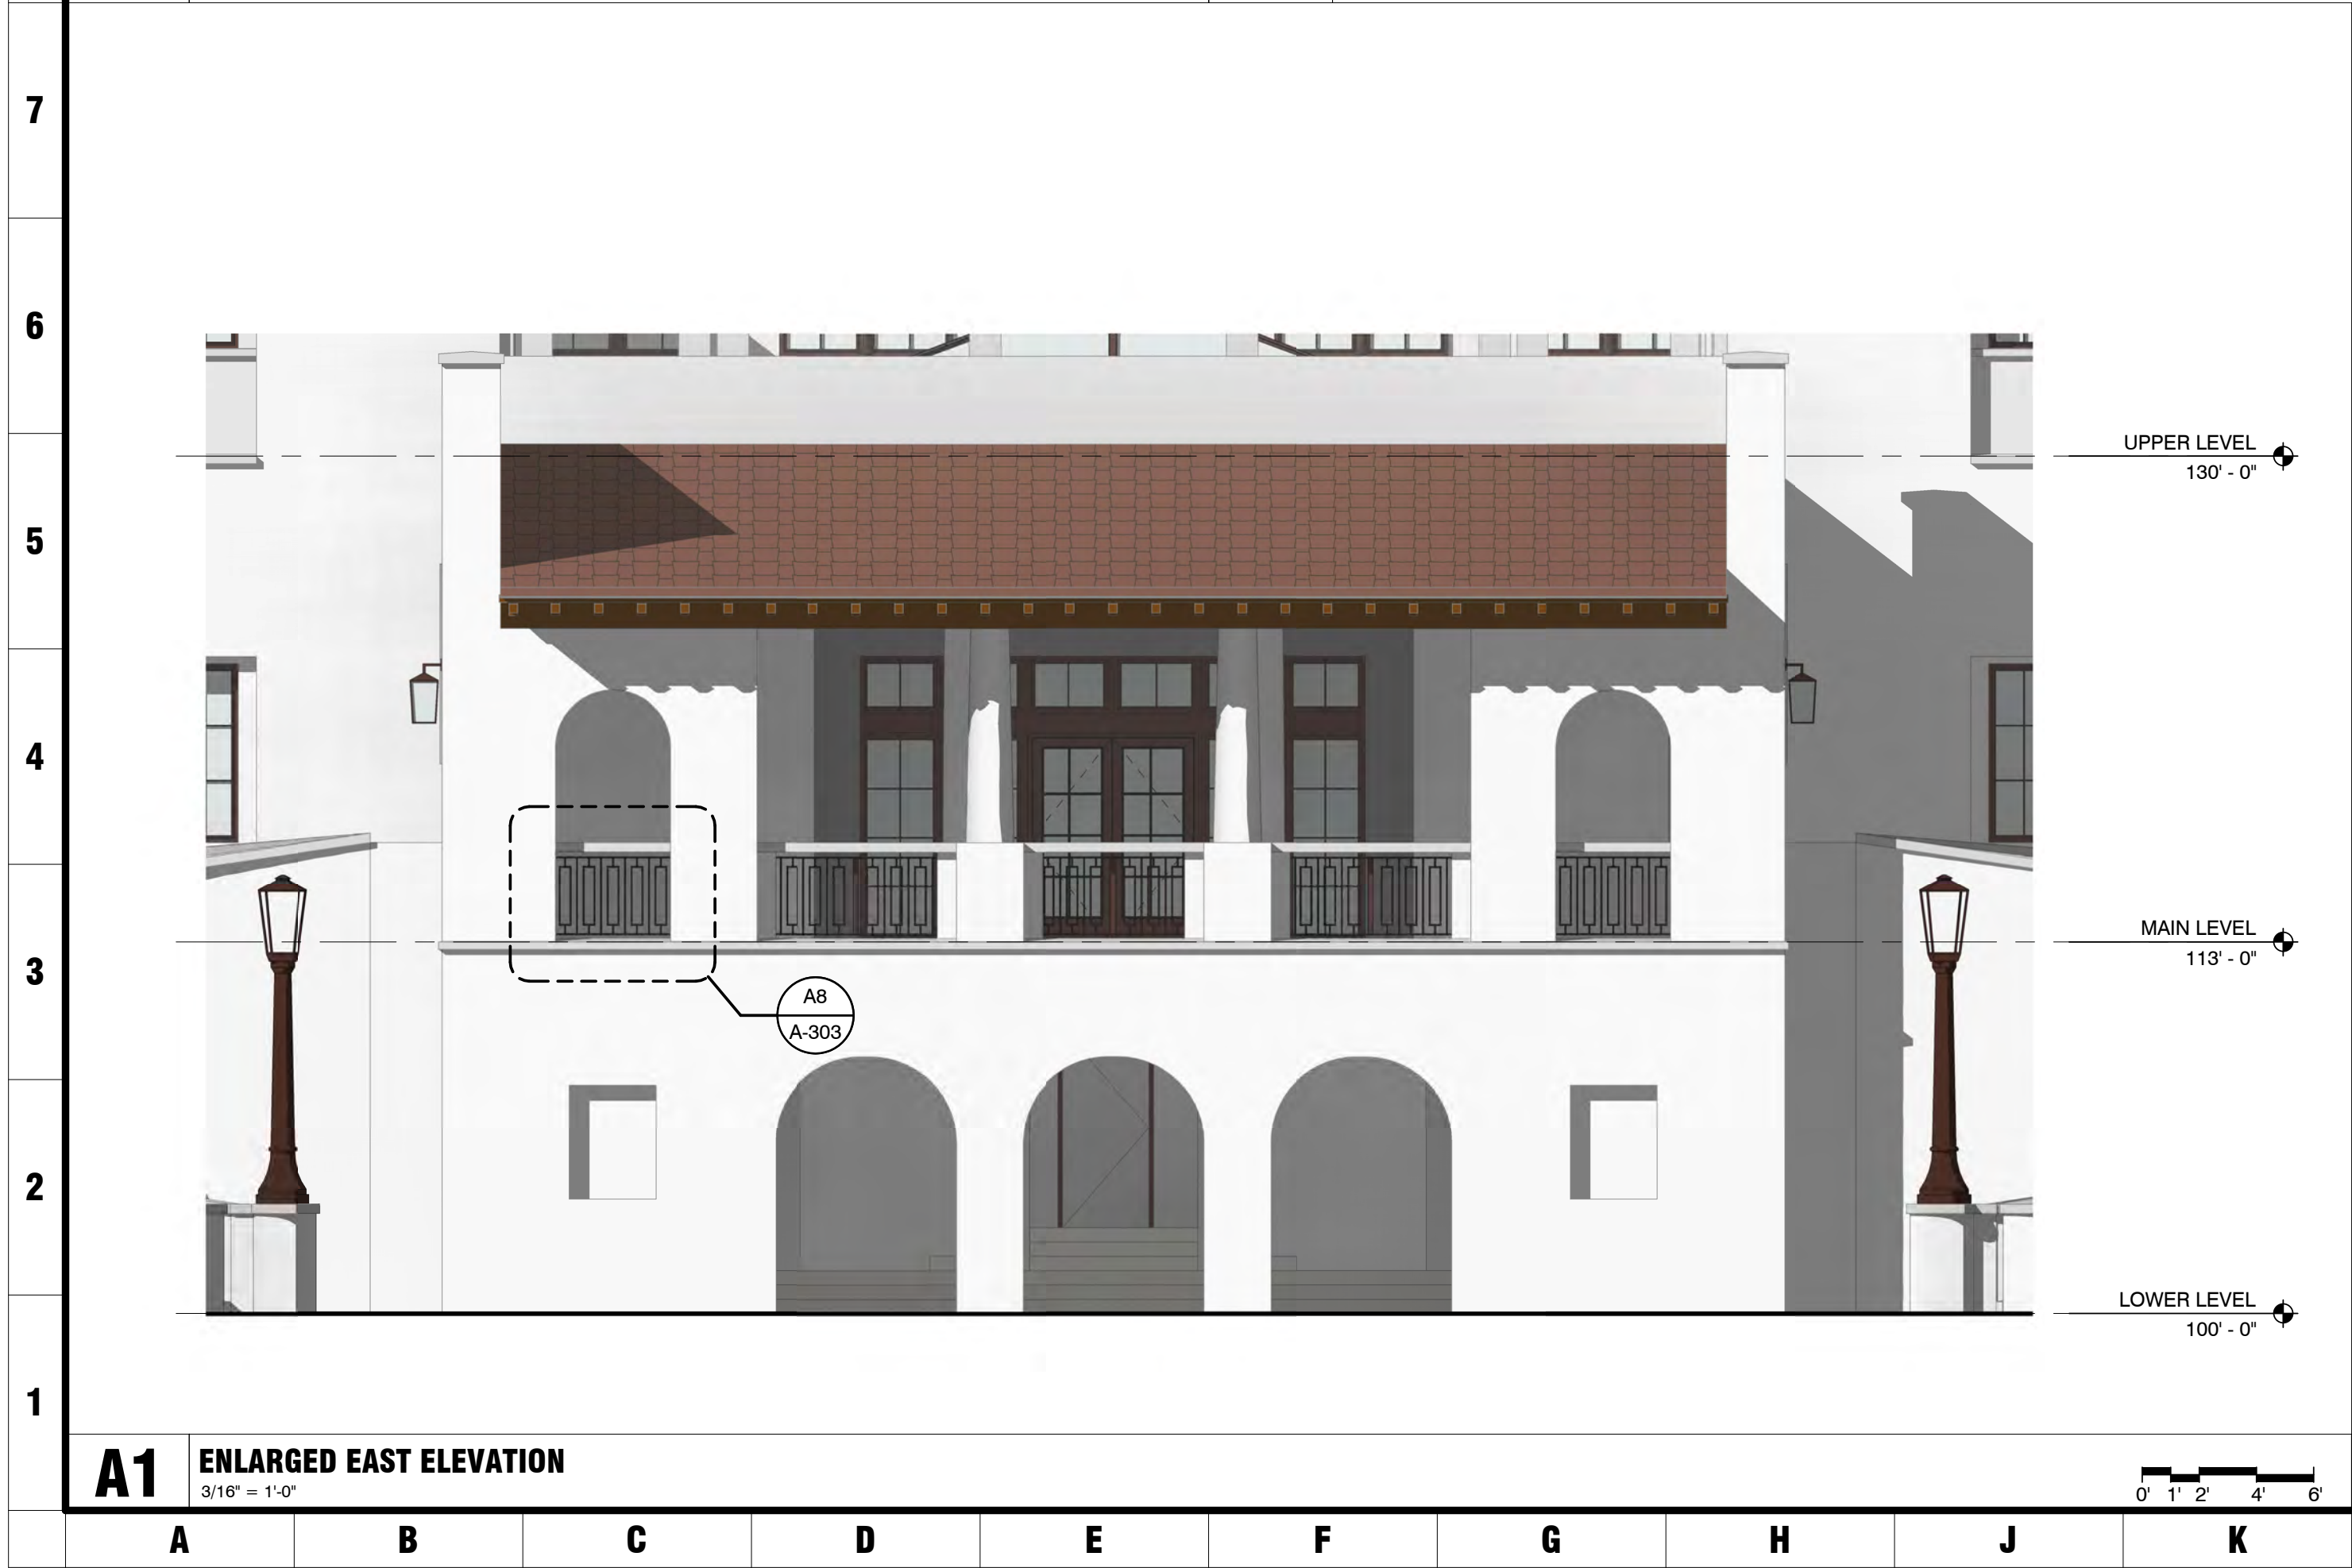 7
6
UPPER LEVEL
130' - 0"
5
4
MAIN LEVEL
113' - 0"
3
A8
A-303
2
LOWER LEVEL
100' - 0"
1
A1
ENLARGED EAST ELEVATION
3/16" = 1'-0"
0' 1' 2' 4' 6'
A B C D E F G H J K